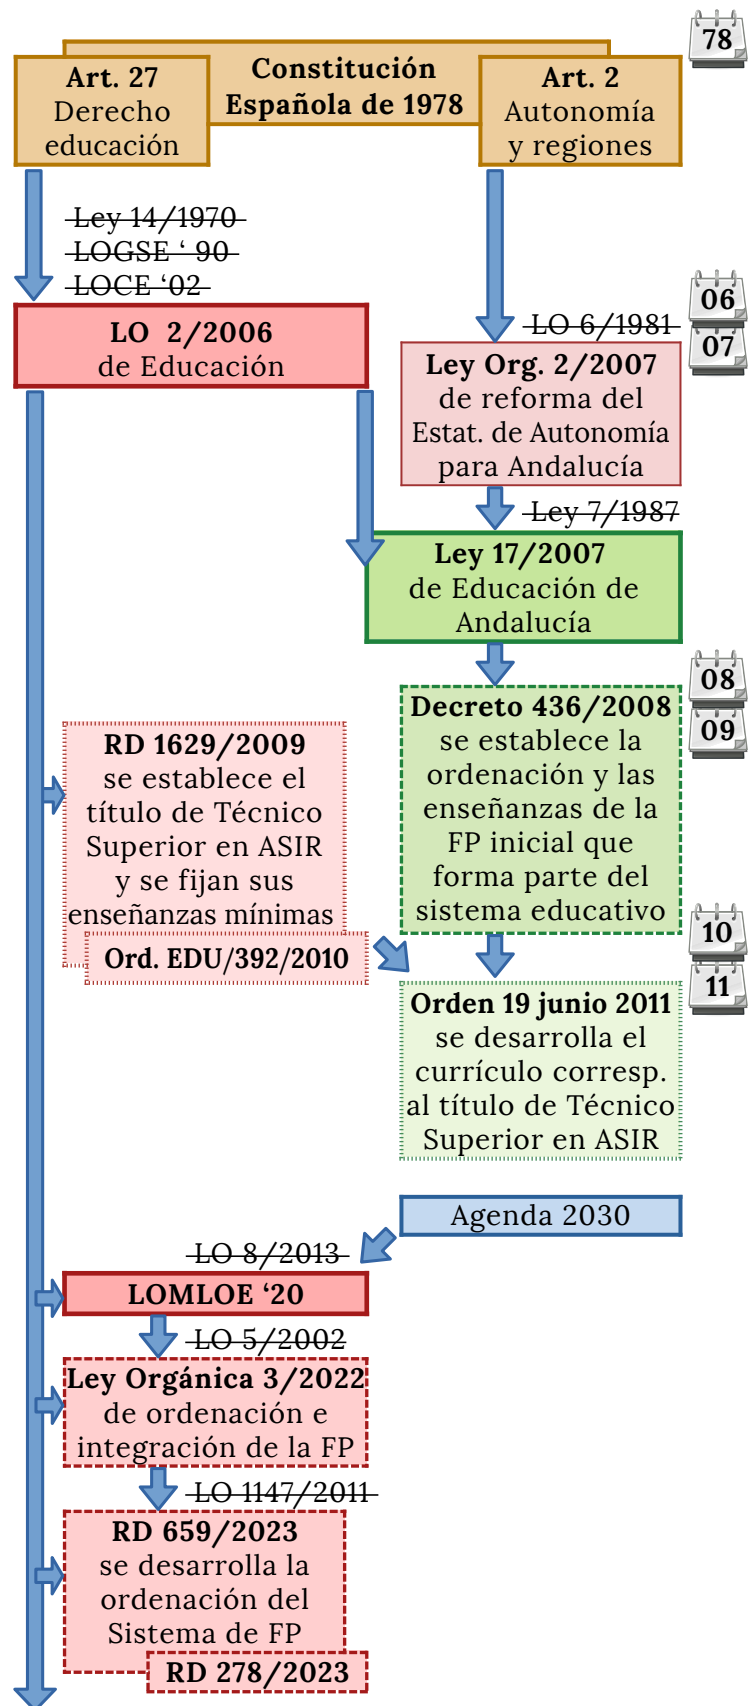 78
Constitución
Española de 1978
Art. 27
Derecho
educación
Art. 2
Autonomía
y regiones
Ley 14/1970
LOGSE ‘ 90
LOCE ‘02
06
07
LO 2/2006
de Educación
LO 6/1981
Ley Org. 2/2007
de reforma del
Estat. de Autonomía
para Andalucía
Ley 7/1987
Ley 17/2007
de Educación de
Andalucía
08
09
Decreto 436/2008
se establece la
ordenación y las
enseñanzas de la
FP inicial que
forma parte del
sistema educativo
RD 1629/2009
se establece el
título de Técnico
Superior en ASIR
y se fijan sus
enseñanzas mínimas
Ord. EDU/392/2010
10
11
Orden 19 junio 2011
se desarrolla el
currículo corresp.
al título de Técnico
Superior en ASIR
Agenda 2030
LO 8/2013
LOMLOE ‘20
LO 5/2002
Ley Orgánica 3/2022
de ordenación e
integración de la FP
LO 1147/2011
RD 659/2023
se desarrolla la
ordenación del
Sistema de FP
RD 278/2023